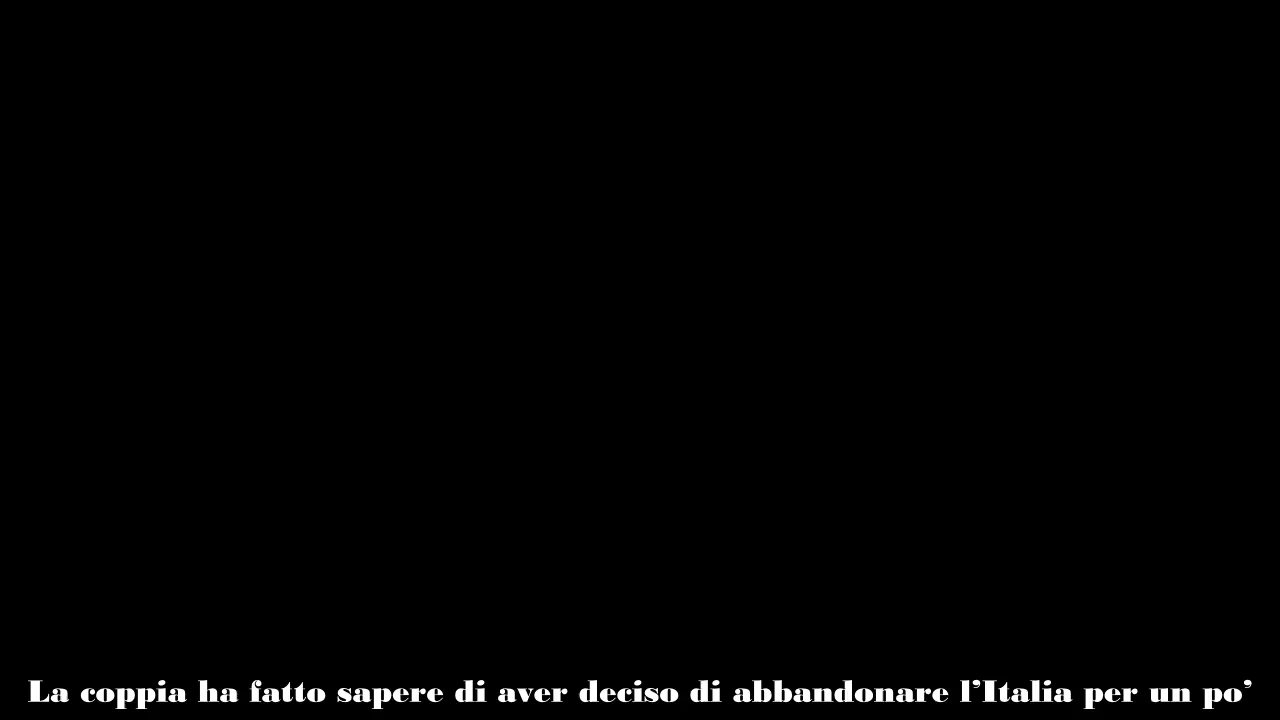 La coppia ha fatto sapere di aver deciso di abbandonare l’Italia per un po’